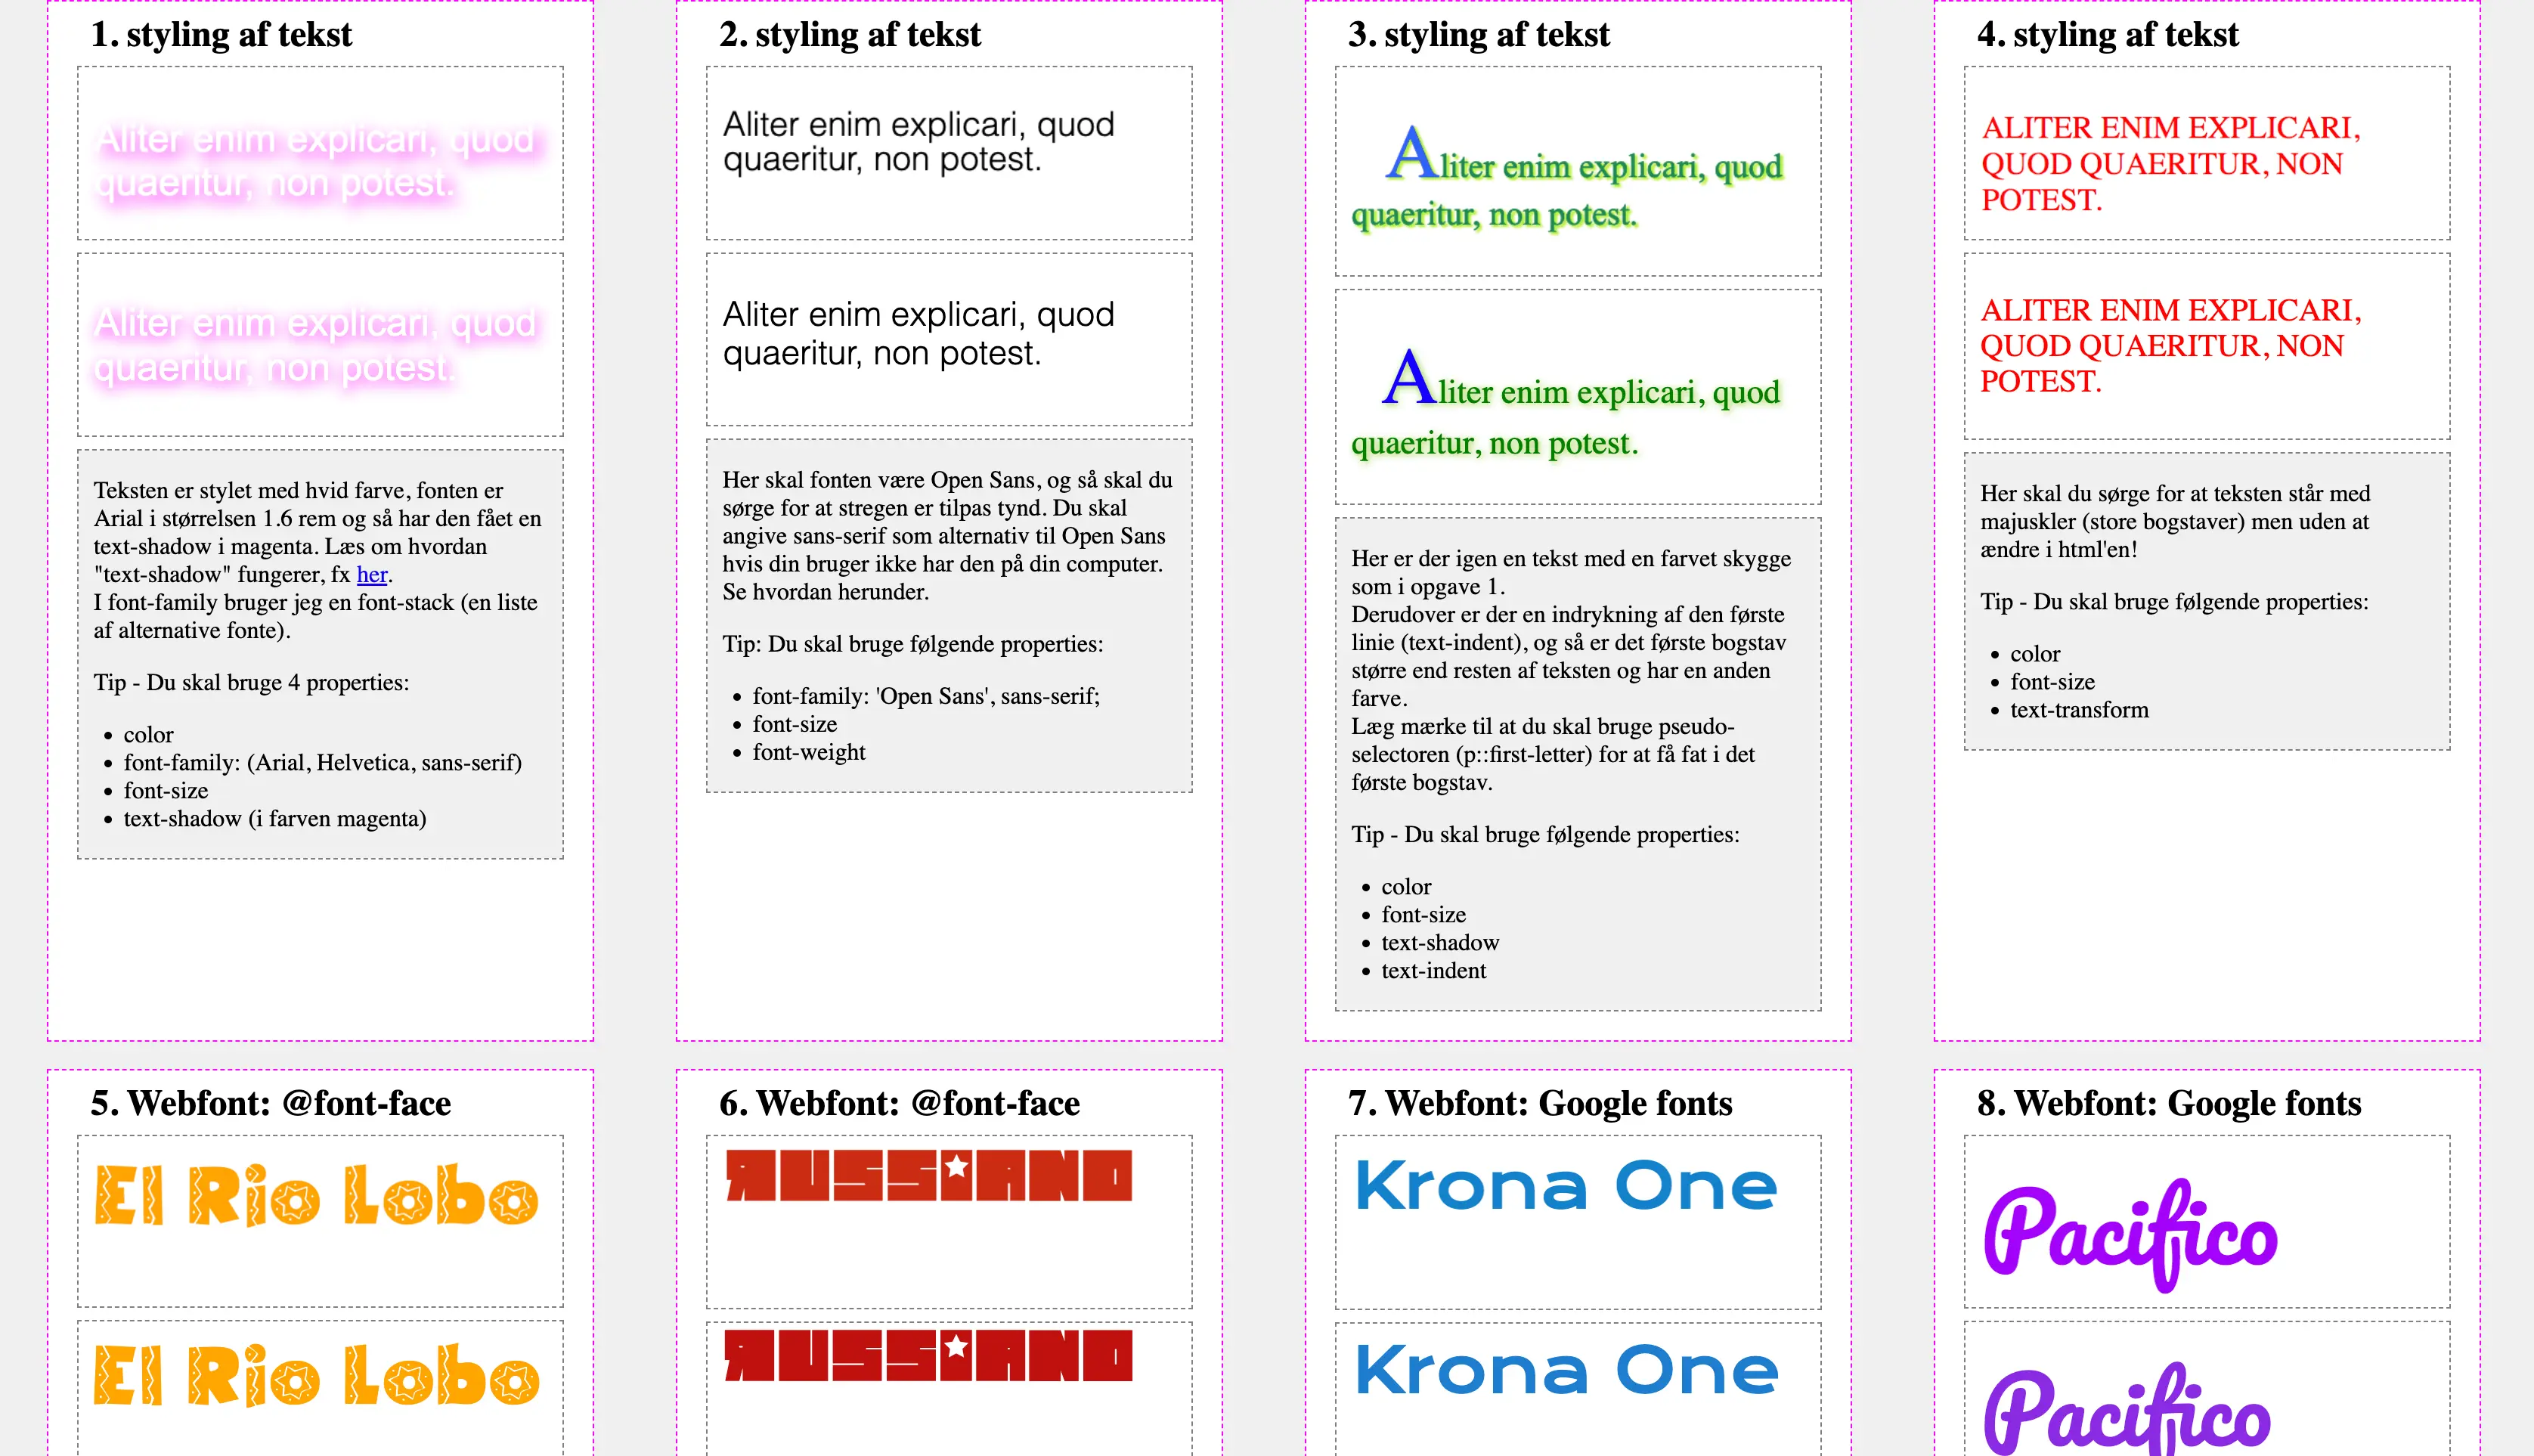 1. styling af tekst
Aliter enim explicari, quod
quaeritur, non potest.
Aliter enim explicari, quod
quaeritur, non potest.
Teksten er stylet med hvid farve, fonten er
Arial i størrelsen 1.6 rem og så har den fået en
text-shadow i magenta. Læs om hvordan
"text-shadow" fungerer, fx her.
I font-family bruger jeg en font-stack (en liste
af alternative fonte).
Tip - Du skal bruge 4 properties:
• color
• font-family: (Arial, Helvetica, sans-serif)
• font-size
• text-shadow (i farven magenta)
2. styling af tekst
Aliter enim explicari, quod
quaeritur, non potest.
Aliter enim explicari, quod
quaeritur, non potest.
Her skal fonten være Open Sans, og så skal du
sørge for at stregen er tilpas tynd. Du skal
angive sans-serif som alternativ til Open Sans
hvis din bruger ikke har den på din computer.
Se hvordan herunder.
Tip: Du skal bruge følgende properties:
• font-family: 'Open Sans', sans-serif;
• font-size
• font-weight
3. styling af tekst
Aliter enim explicari, quod
quaeritur, non potest.
Aliter enim explicari, quod
quaeritur, non potest.
Her er der igen en tekst med en farvet skygge
som i opgave 1.
Derudover er der en indrykning af den første
linie (text-indent), og så er det første bogstav
større end resten af teksten og har en anden
farve.
Læg mærke til at du skal bruge pseudo-
selectoren (p::first-letter) for at få fat i det
første bogstav.
Tip - Du skal bruge følgende properties:
• color
• font-size
• text-shadow
• text-indent
4. styling af tekst
ALITER ENIM EXPLICARI,
QUOD QUAERITUR, NON
POTEST.
ALITER ENIM EXPLICARI,
QUOD QUAERITUR, NON
POTEST.
Her skal du sørge for at teksten står med
majuskler (store bogstaver) men uden at
ændre i html'en!
Tip - Du skal bruge følgende properties:
• color
• font-size
• text-transform
5. Webfont: @font-face
El Rio Lobo
El Rio Lobo
6. Webfont: @font-face
RUSSIANO
RUSSIANO
7. Webfont: Google fonts
Krona One
Krona One
8. Webfont: Google fonts
Pacifico
Pacifico